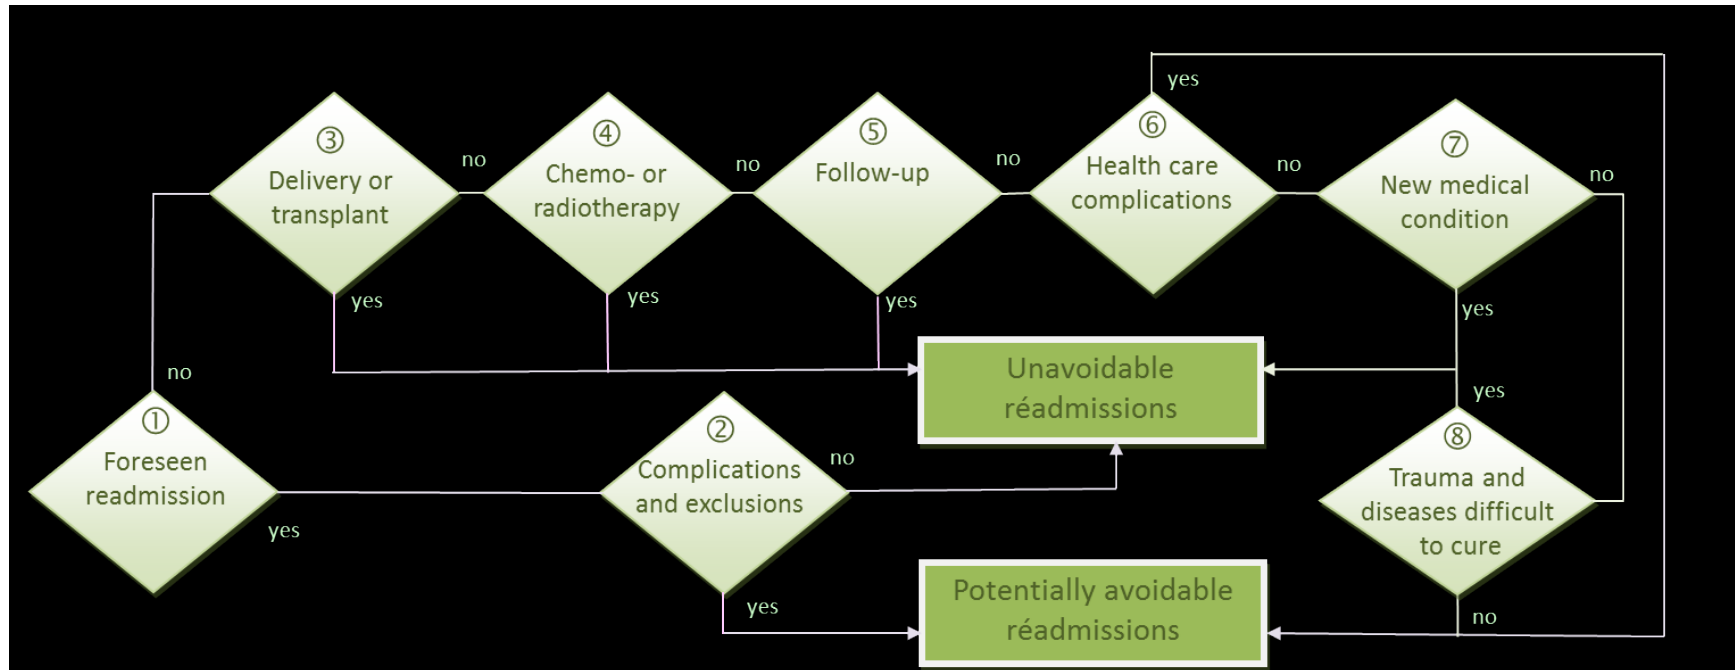 yes
③
Delivery or
transplant
no
④
Chemo- or
radiotherapy
no
⑤
Follow-up
no
⑥
Health care
complications
no
⑦
New medical
condition
no
yes
yes
yes
yes
Unavoidable
réadmissions
no
①
Foreseen
readmission
yes
②
Complications
and exclusions
no
yes
yes
⑧
Trauma and
diseases difficult
to cure
no
Potentially avoidable
réadmissions